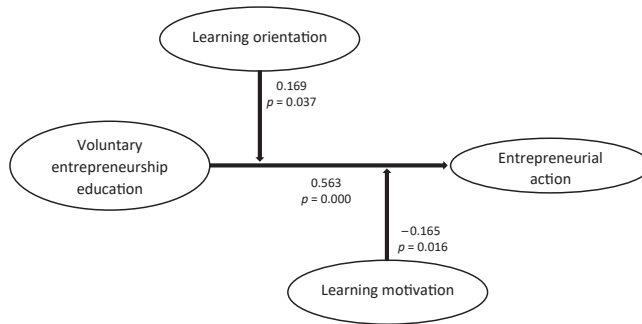 Learning orientation
0.169
p = 0.037
Voluntary
entrepreneurship
education
Entrepreneurial
action
0.563
p = 0.000
−0.165
p = 0.016
Learning motivation